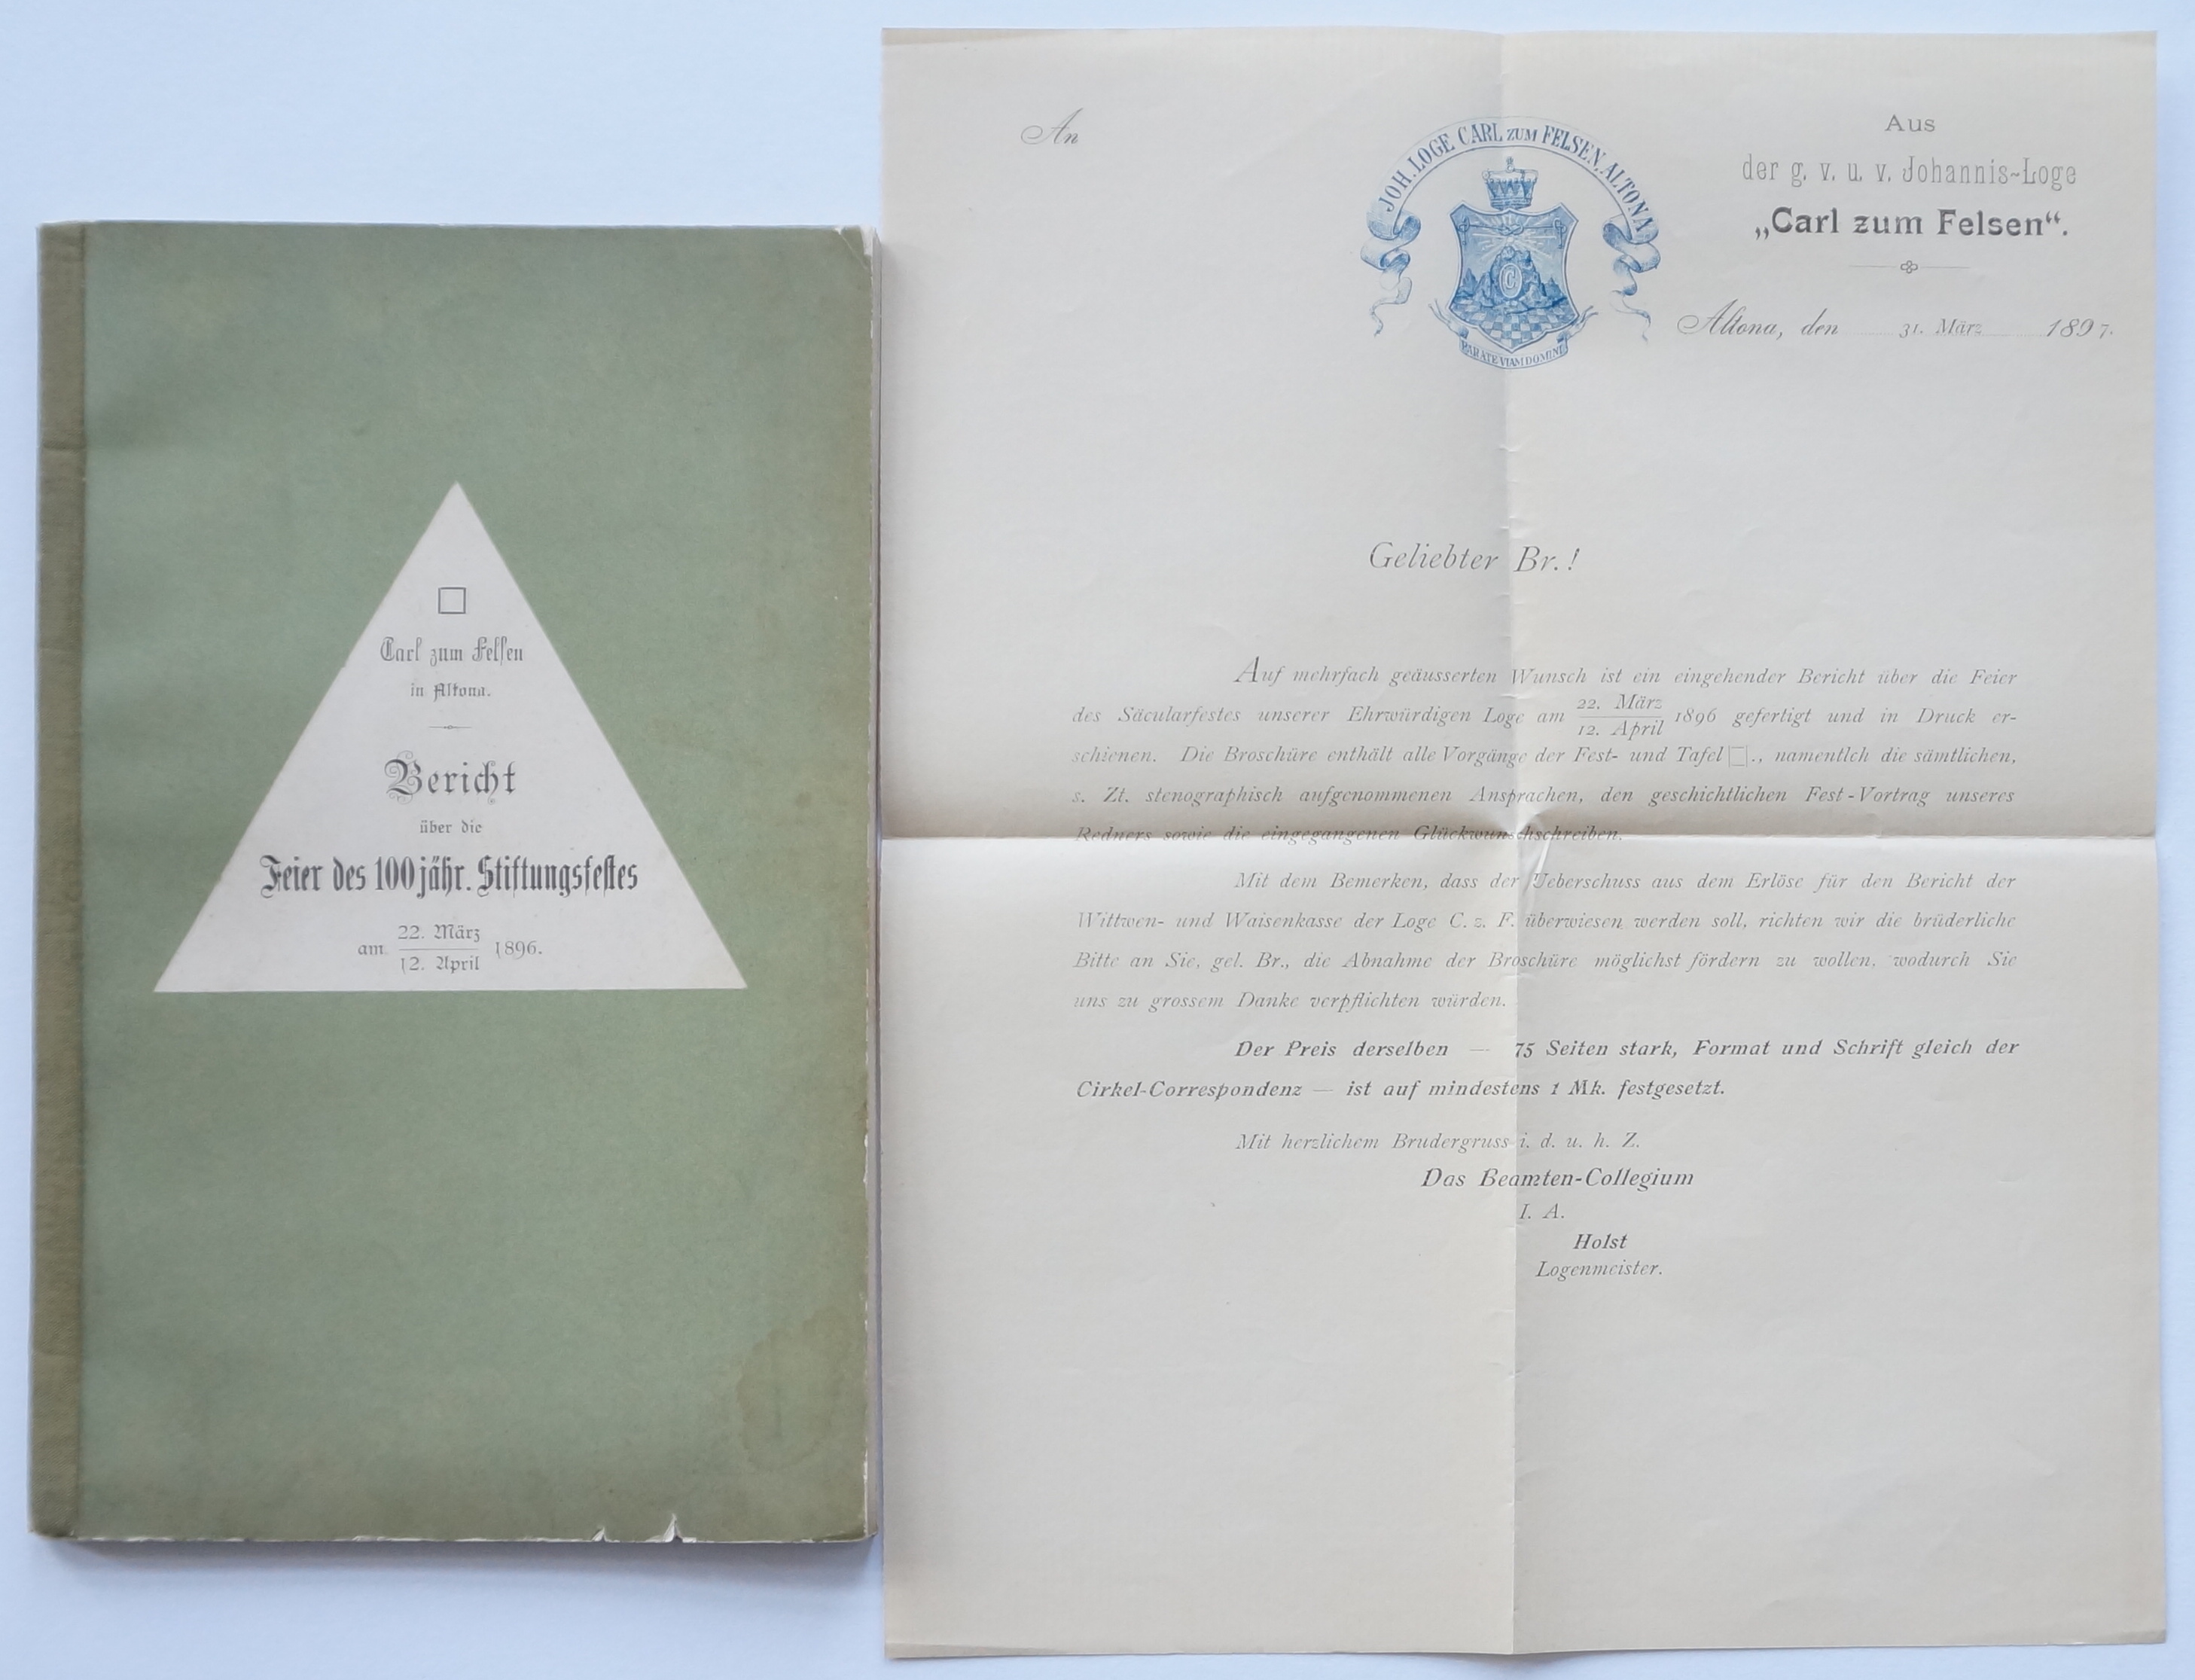 □
Carl zum Felsen
in Altona.
Bericht
über die
Feier des 100jähr. Stiftungsfestes
am 22. März / 12. April 1896.
An
JOH. LOGE CARL ZUM FELSEN, ALTONA
C
PARATE VIAM DOMINI
Aus
der g. v. u. v. Johannis-Loge
„Carl zum Felsen“.
Altona, den 31. März 1897.
Geliebter Br.!
Auf mehrfach geäusserten Wunsch ist ein eingehender Bericht über die Feier
des Säcularfestes unserer Ehrwürdigen Loge am 22. März / 12. April 1896 gefertigt und in Druck er-
schienen. Die Broschüre enthält alle Vorgänge der Fest- und Tafel □., namentlch die sämtlichen,
s. Zt. stenographisch aufgenommenen Ansprachen, den geschichtlichen Fest-Vortrag unseres
Redners sowie die eingegangenen Glückwunschschreiben.
Mit dem Bemerken, dass der Ueberschuss aus dem Erlöse für den Bericht der
Wittwen- und Waisenkasse der Loge C. z. F. überwiesen werden soll, richten wir die brüderliche
Bitte an Sie, gel. Br., die Abnahme der Broschüre möglichst fördern zu wollen, wodurch Sie
uns zu grossem Danke verpflichten würden.
Der Preis derselben — 75 Seiten stark, Format und Schrift gleich der
Cirkel-Correspondenz — ist auf mindestens 1 Mk. festgesetzt.
Mit herzlichem Brudergruss i. d. u. h. Z.
Das Beamten-Collegium
I. A.
Holst
Logenmeister.